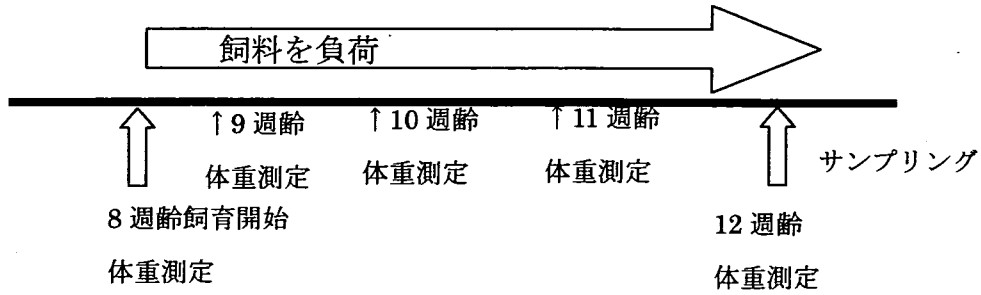 飼料を負荷
↑9週齢
↑10週齢
↑11週齢
体重測定
体重測定
体重測定
サンプリング
8週齢飼育開始
体重測定
12週齢
体重測定